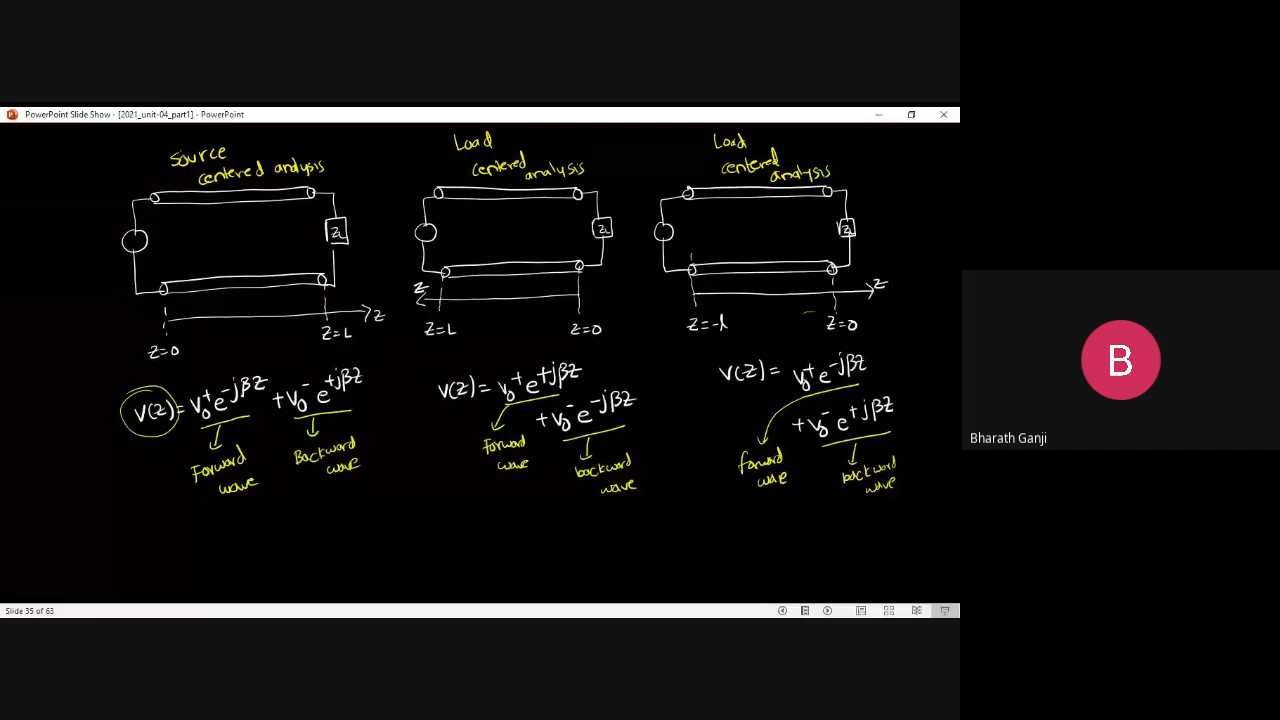 PowerPoint Slide Show - [2021_unit-04_part1] - PowerPoint
Source
centered analysis
ZL
z
Z=0
Z=L
V(z) = V0+ e-jβz + V0- e+jβz
Forward
wave
Backward
wave
Load
centered
analysis
ZL
z
Z=L
Z=0
V(z) = V0+ e+jβz
+ V0- e-jβz
Forward
wave
backward
wave
Load
centered
analysis
ZL
z
Z=-l
Z=0
V(z) = V0+ e-jβz
+ V0- e+jβz
forward
wave
backward
wave
Slide 35 of 63
B
Bharath Ganji